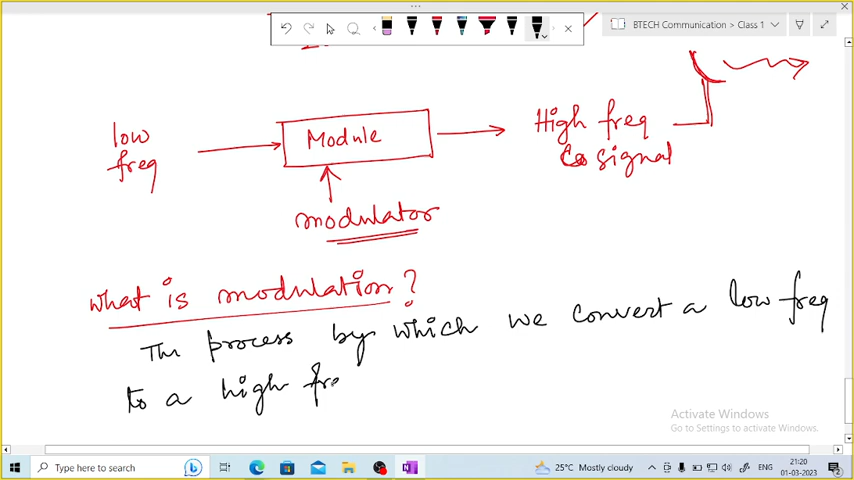 BTECH Communication > Class 1
low
freq
Module
High freq
signal
modulator
what is modulation?
The process by which we convert a low freq
to a high fre
Activate Windows
Go to Settings to activate Windows.
Type here to search
25°C Mostly cloudy
ENG
21:20
01-03-2023
2